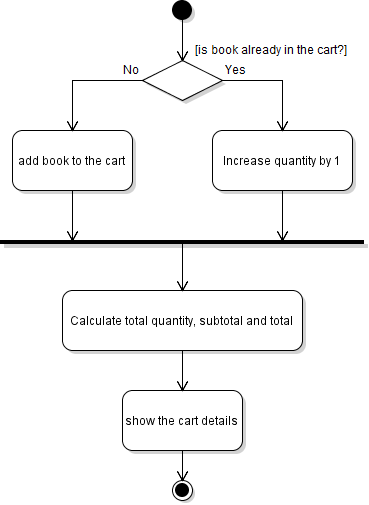 [is book already in the cart?]
No
Yes
add book to the cart
Increase quantity by 1
Calculate total quantity, subtotal and total
show the cart details